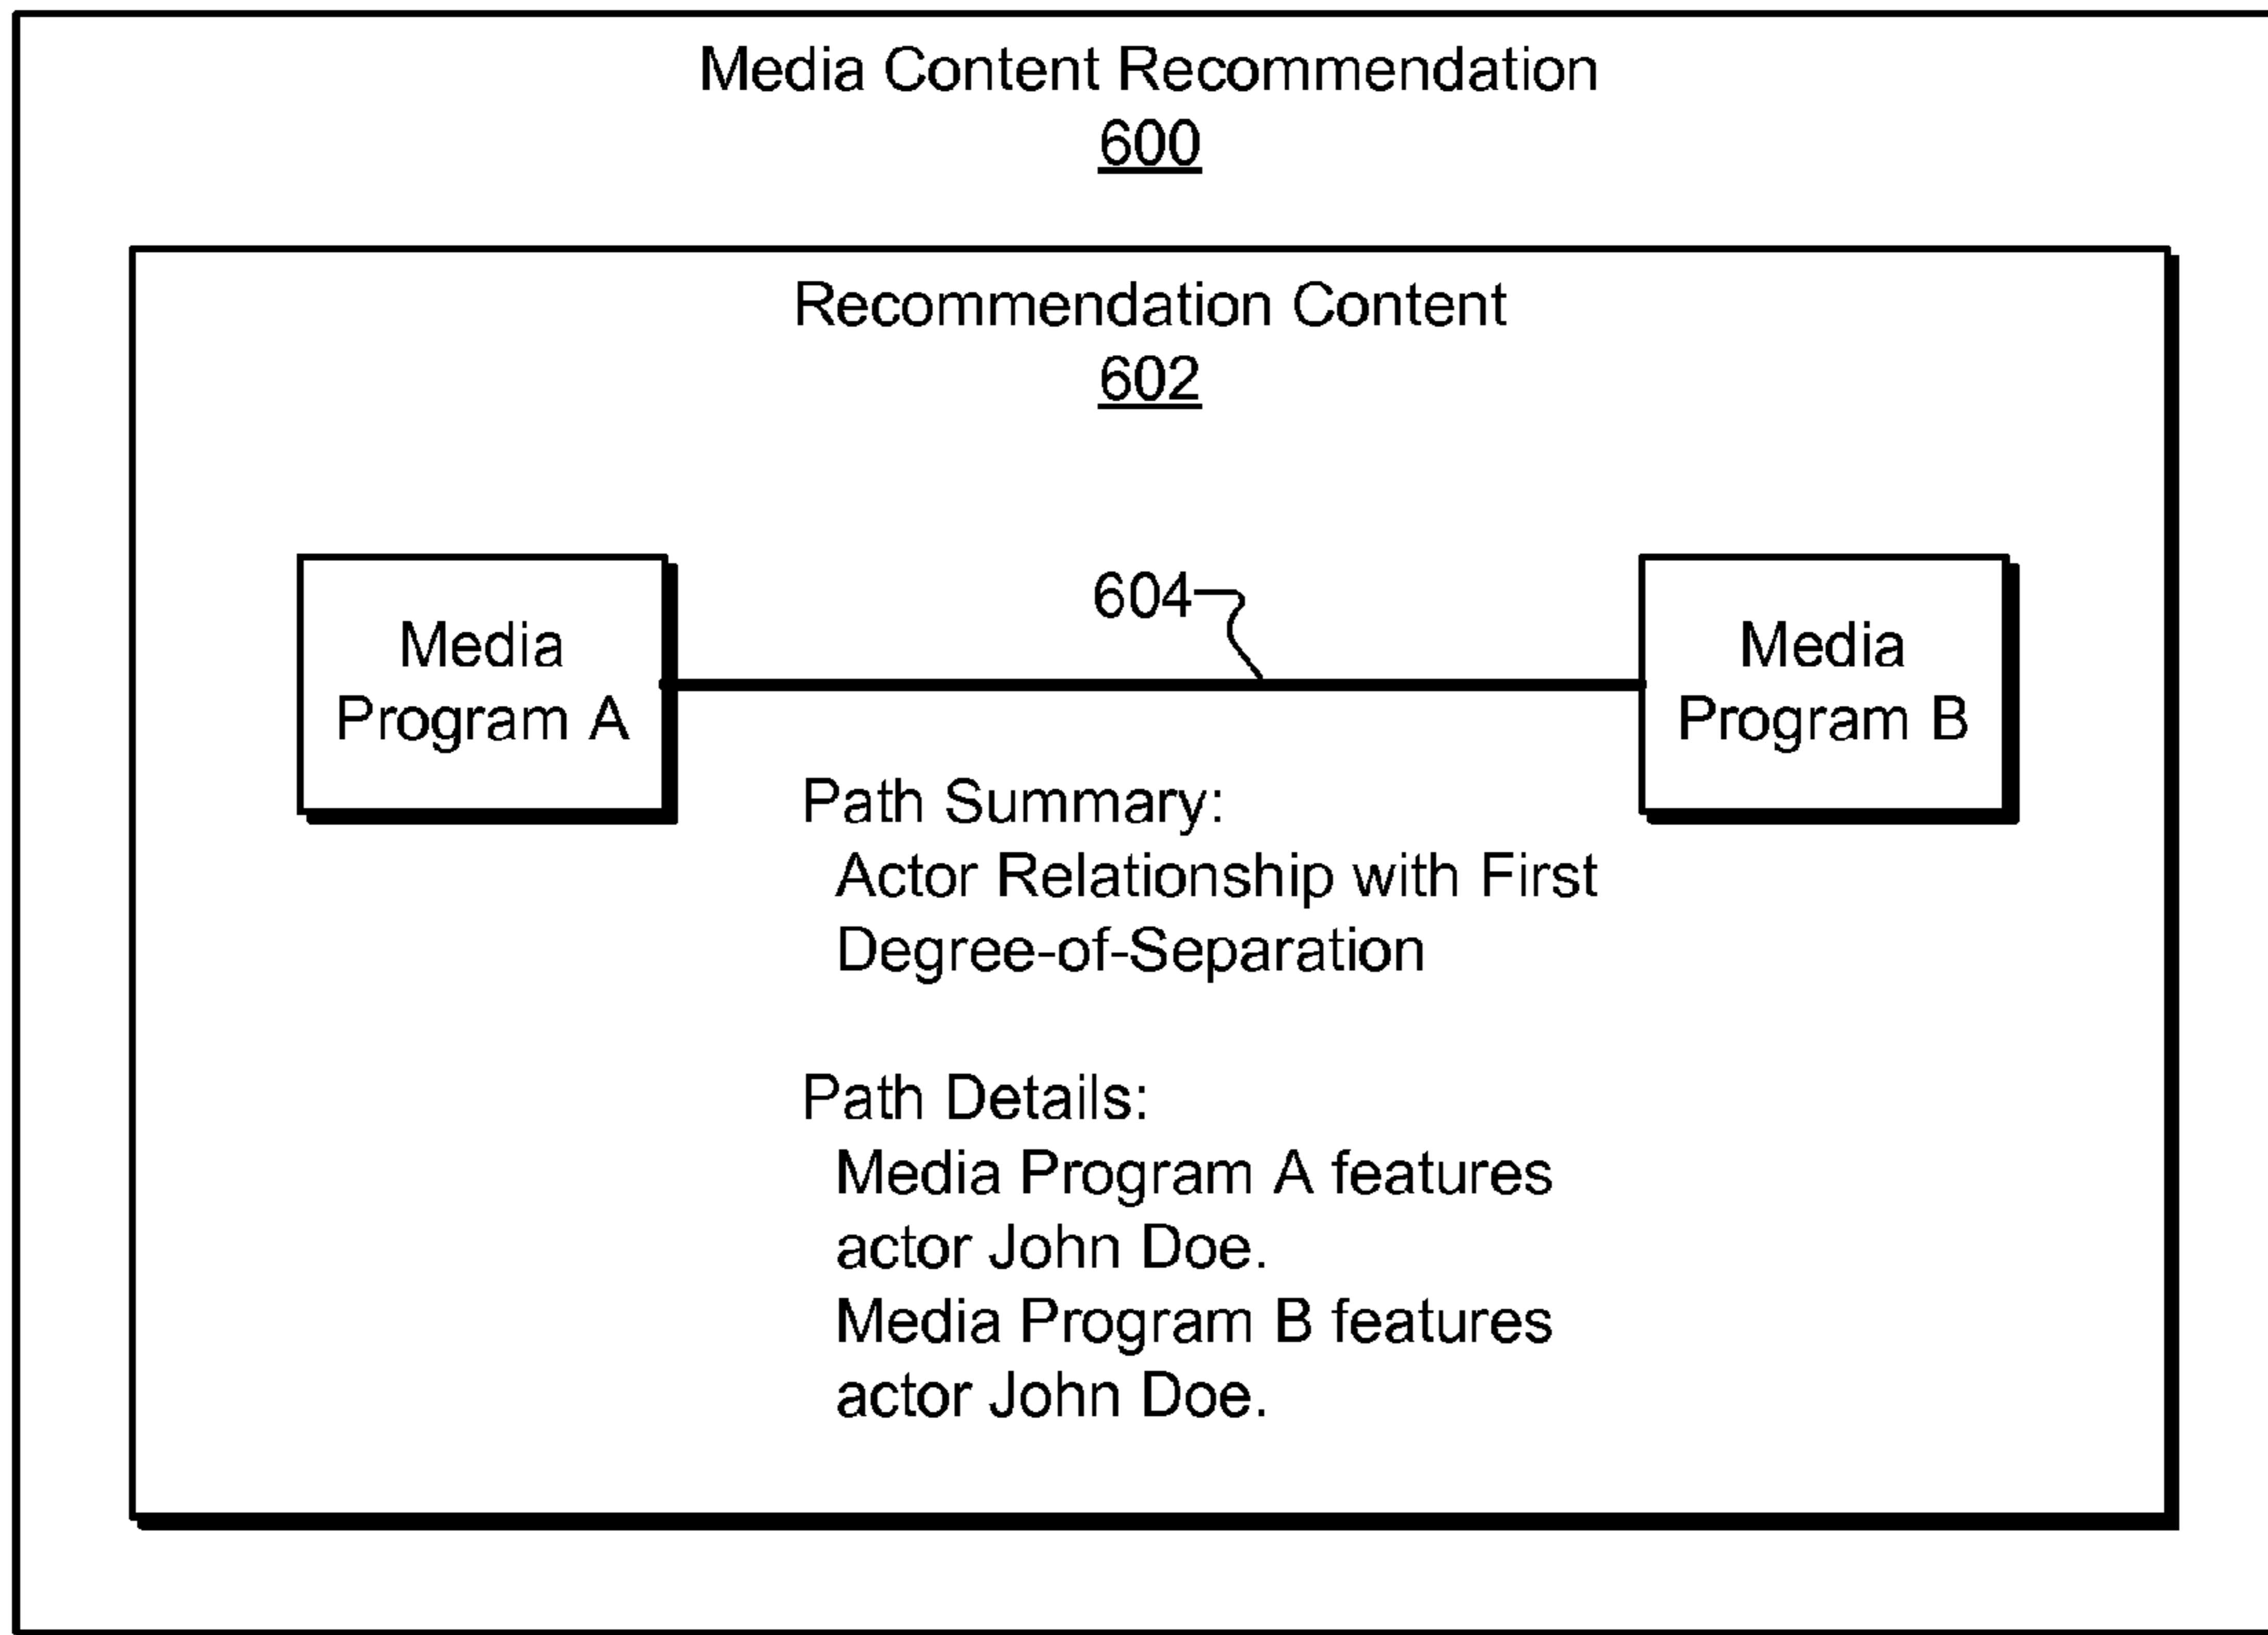 Media Content Recommendation
600
Recommendation Content
602
Media
Program A
604
Media
Program B
Path Summary:
Actor Relationship with First
Degree-of-Separation
Path Details:
Media Program A features
actor John Doe.
Media Program B features
actor John Doe.